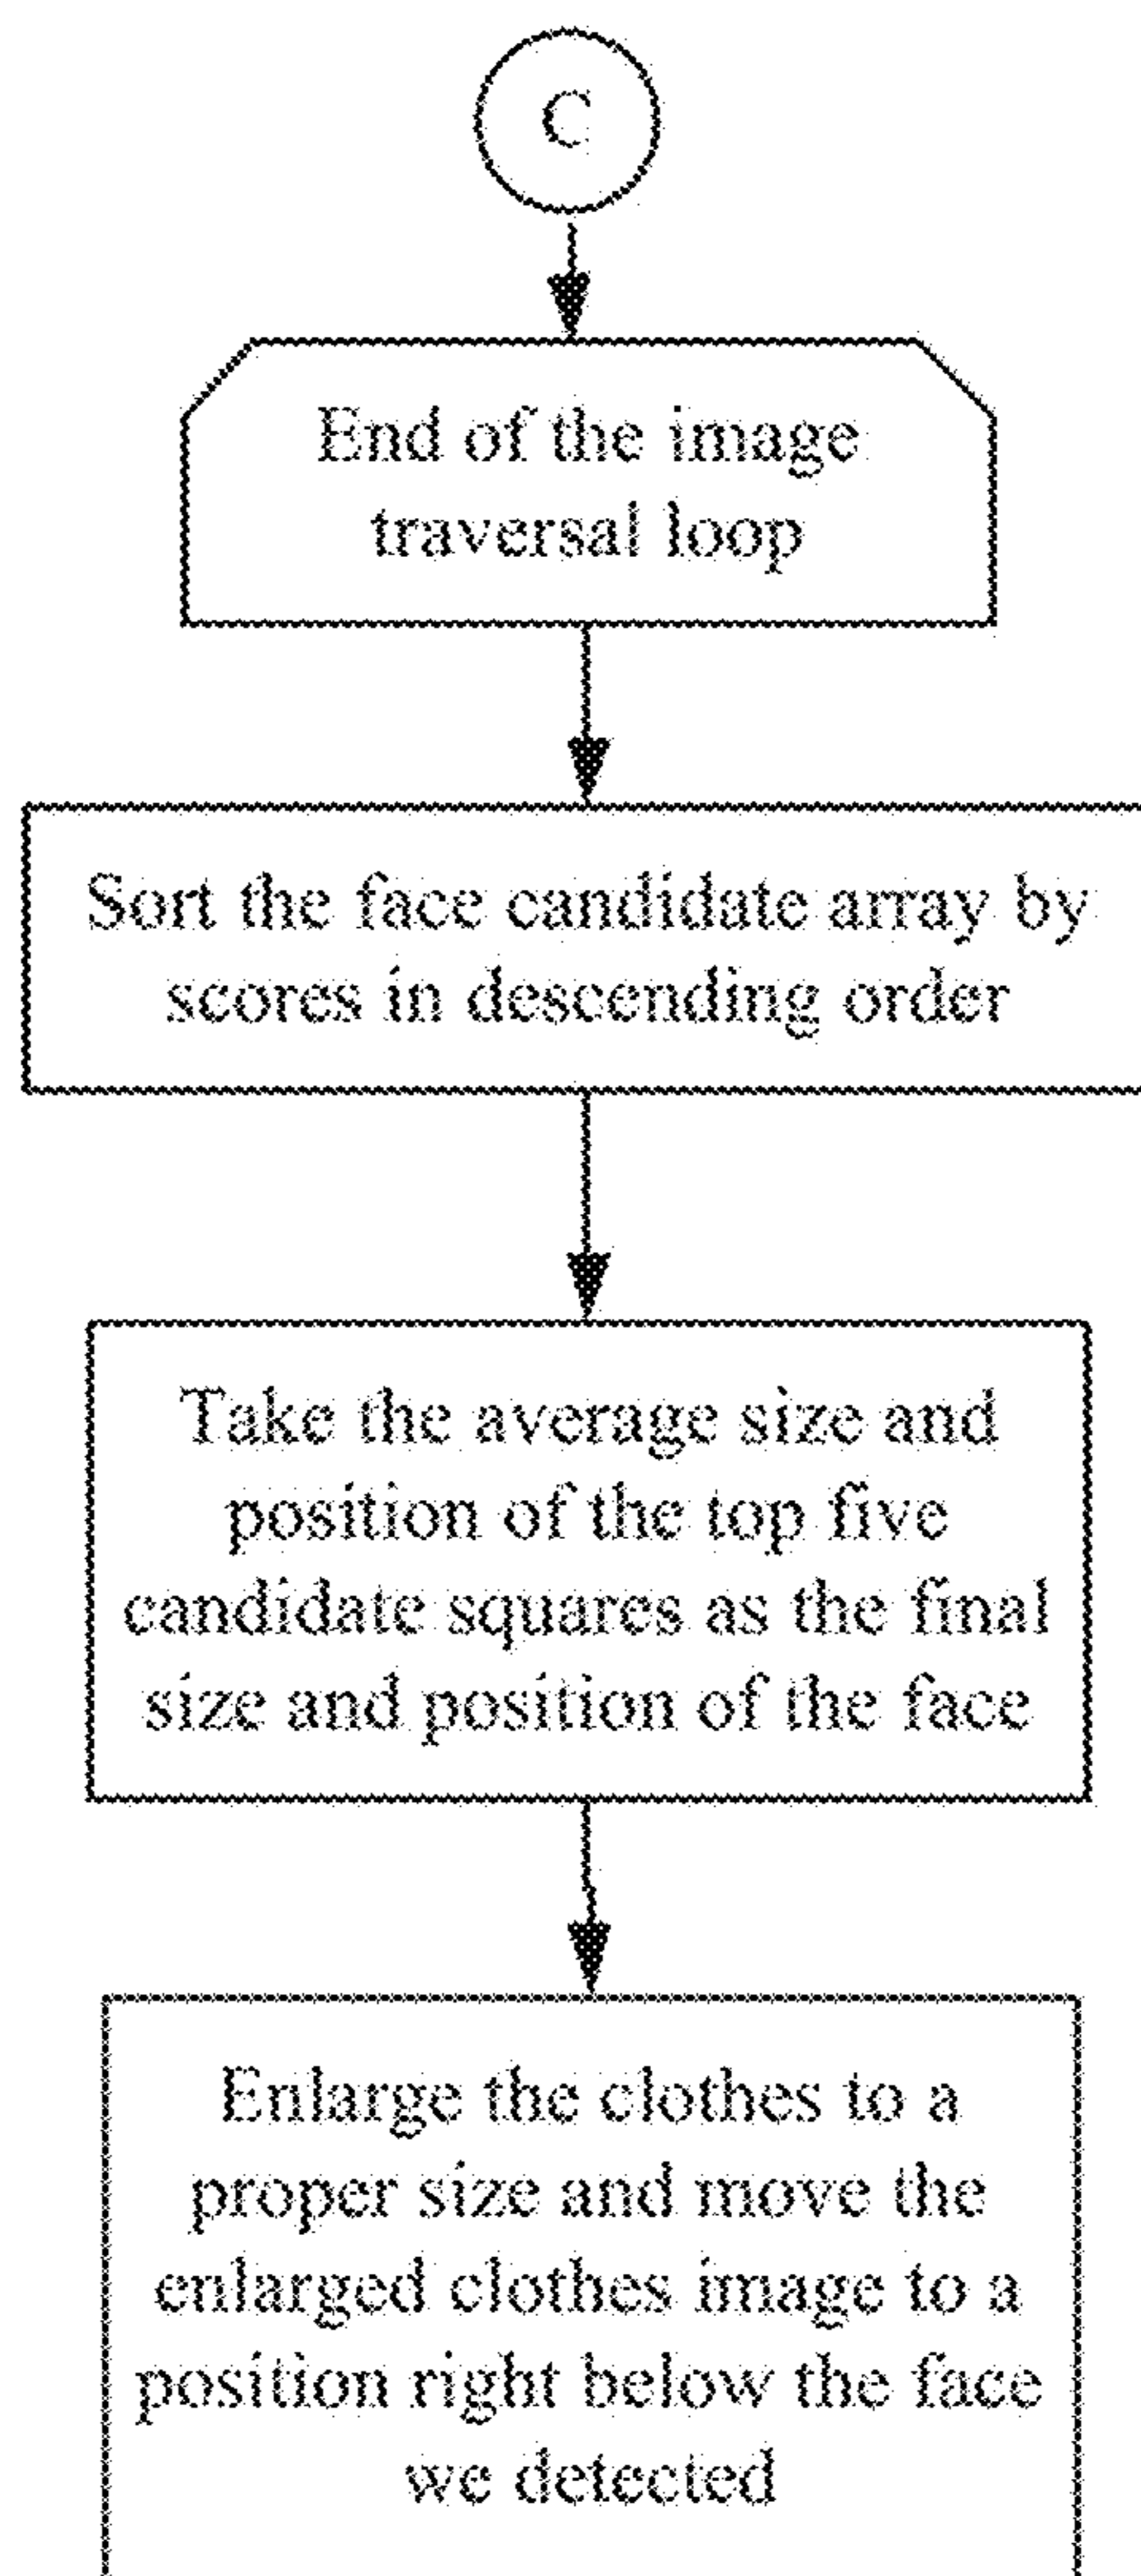 C
End of the image
traversal loop
Sort the face candidate array by
scores in descending order
Take the average size and
position of the top five
candidate squares as the final
size and position of the face
Enlarge the clothes to a
proper size and move the
enlarged clothes image to a
position right below the face
we detected